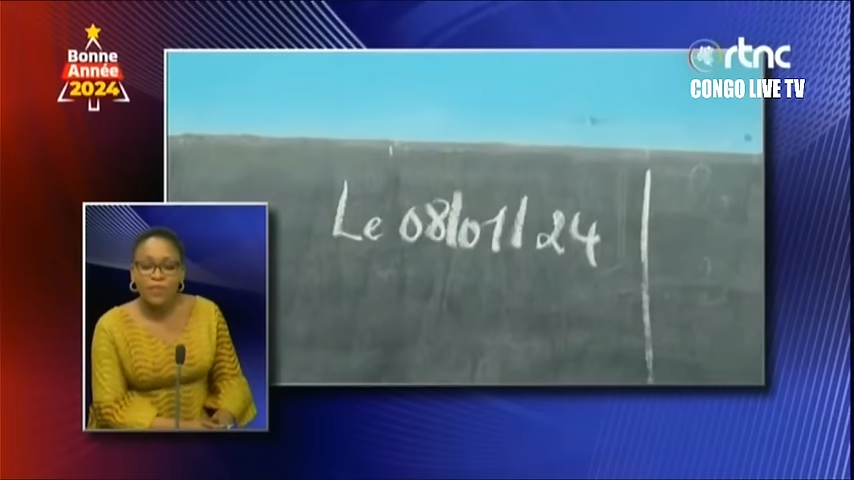 Bonne
Année
2024
rtnc
CONGO LIVE TV
Le 08/01/24